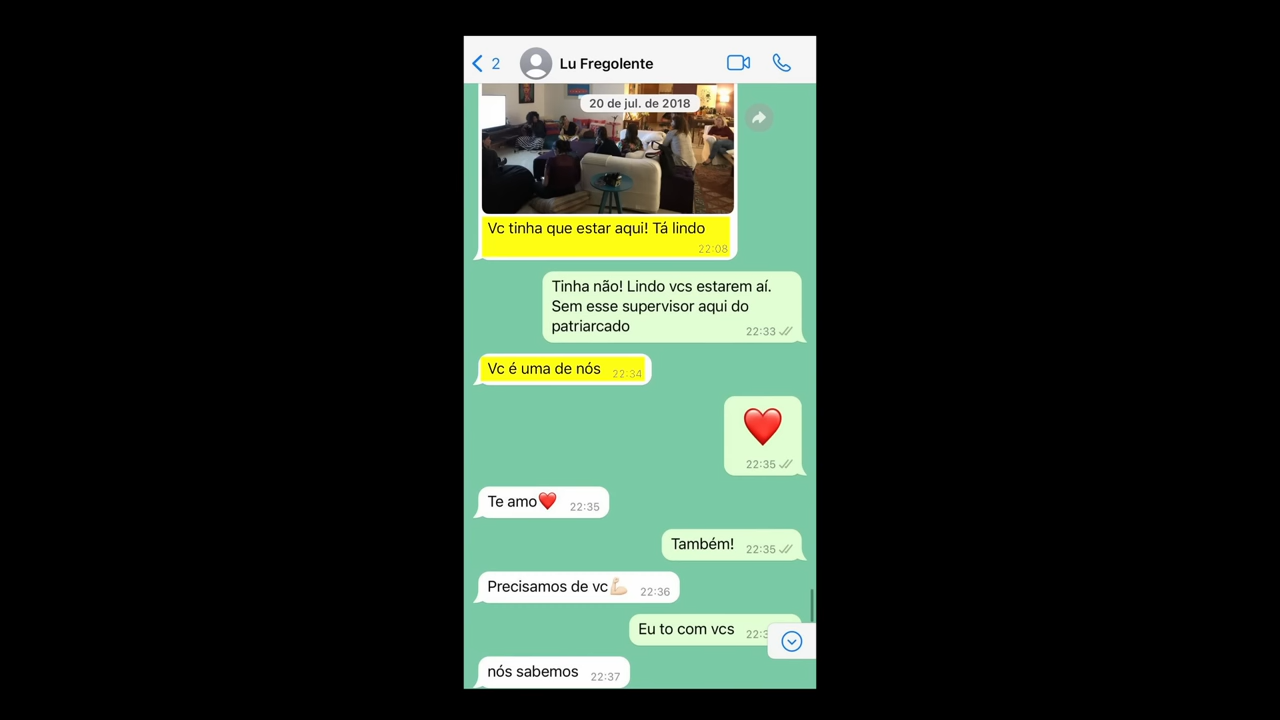 2
Lu Fregolente
20 de jul. de 2018
Vc tinha que estar aqui! Tá lindo
22:08
Tinha não! Lindo vcs estarem aí.
Sem esse supervisor aqui do
patriarcado 22:33
Vc é uma de nós 22:34
❤️
22:35
Te amo❤️ 22:35
Também! 22:35
Precisamos de vc💪🏻 22:36
Eu to com vcs
nós sabemos 22:37